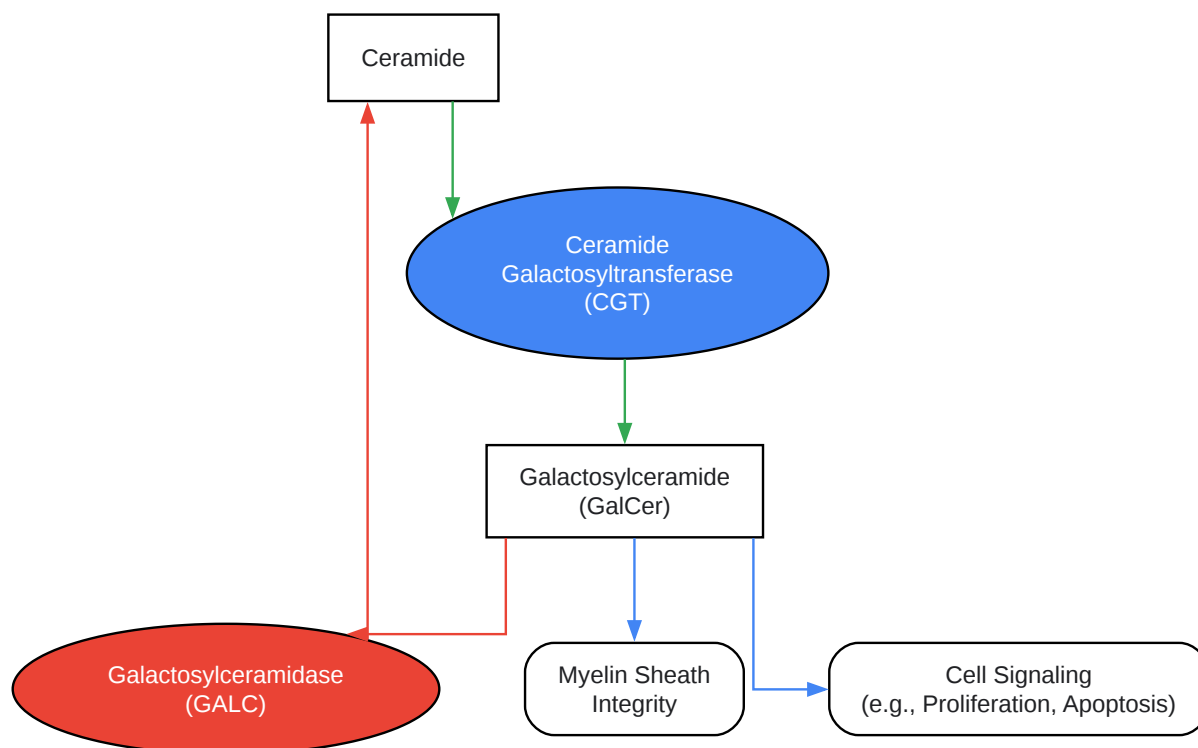 Ceramide
Ceramide
Galactosyltransferase
(CGT)
Galactosylceramide
(GalCer)
Galactosylceramidase
(GALC)
Myelin Sheath
Integrity
Cell Signaling
(e.g., Proliferation, Apoptosis)